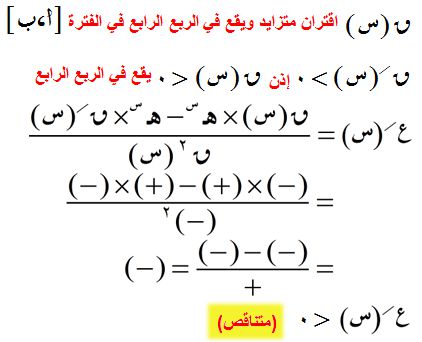 ق(س) اقتران متزايد ويقع في الربع الرابع في الفترة [أ،ب]
قَ(س) > ٠ إذن ق(س) < ٠ يقع في الربع الرابع
عَ(س) = (ق(س)×هـ^س − هـ^س×قَ(س)) / ق^٢(س)
= ((−)×(+)−(+)×(−)) / (−)^٢
= ((−)−(−)) / + = (−)
عَ(س) < ٠ (متناقص)